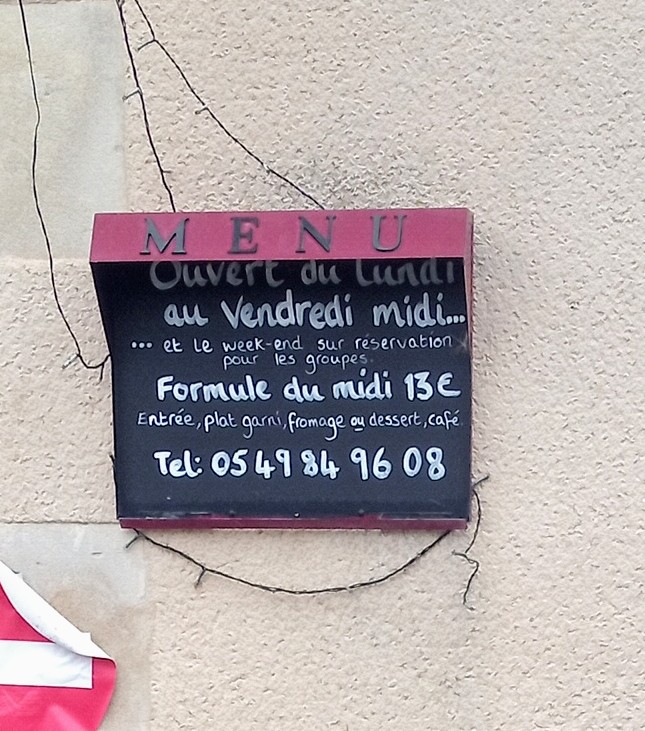 MENU
Ouvert du lundi
au Vendredi midi...
... et le week-end sur réservation
pour les groupes.
Formule du midi 13€
Entrée, plat garni, fromage ou dessert, café
Tel: 05 49 84 96 08